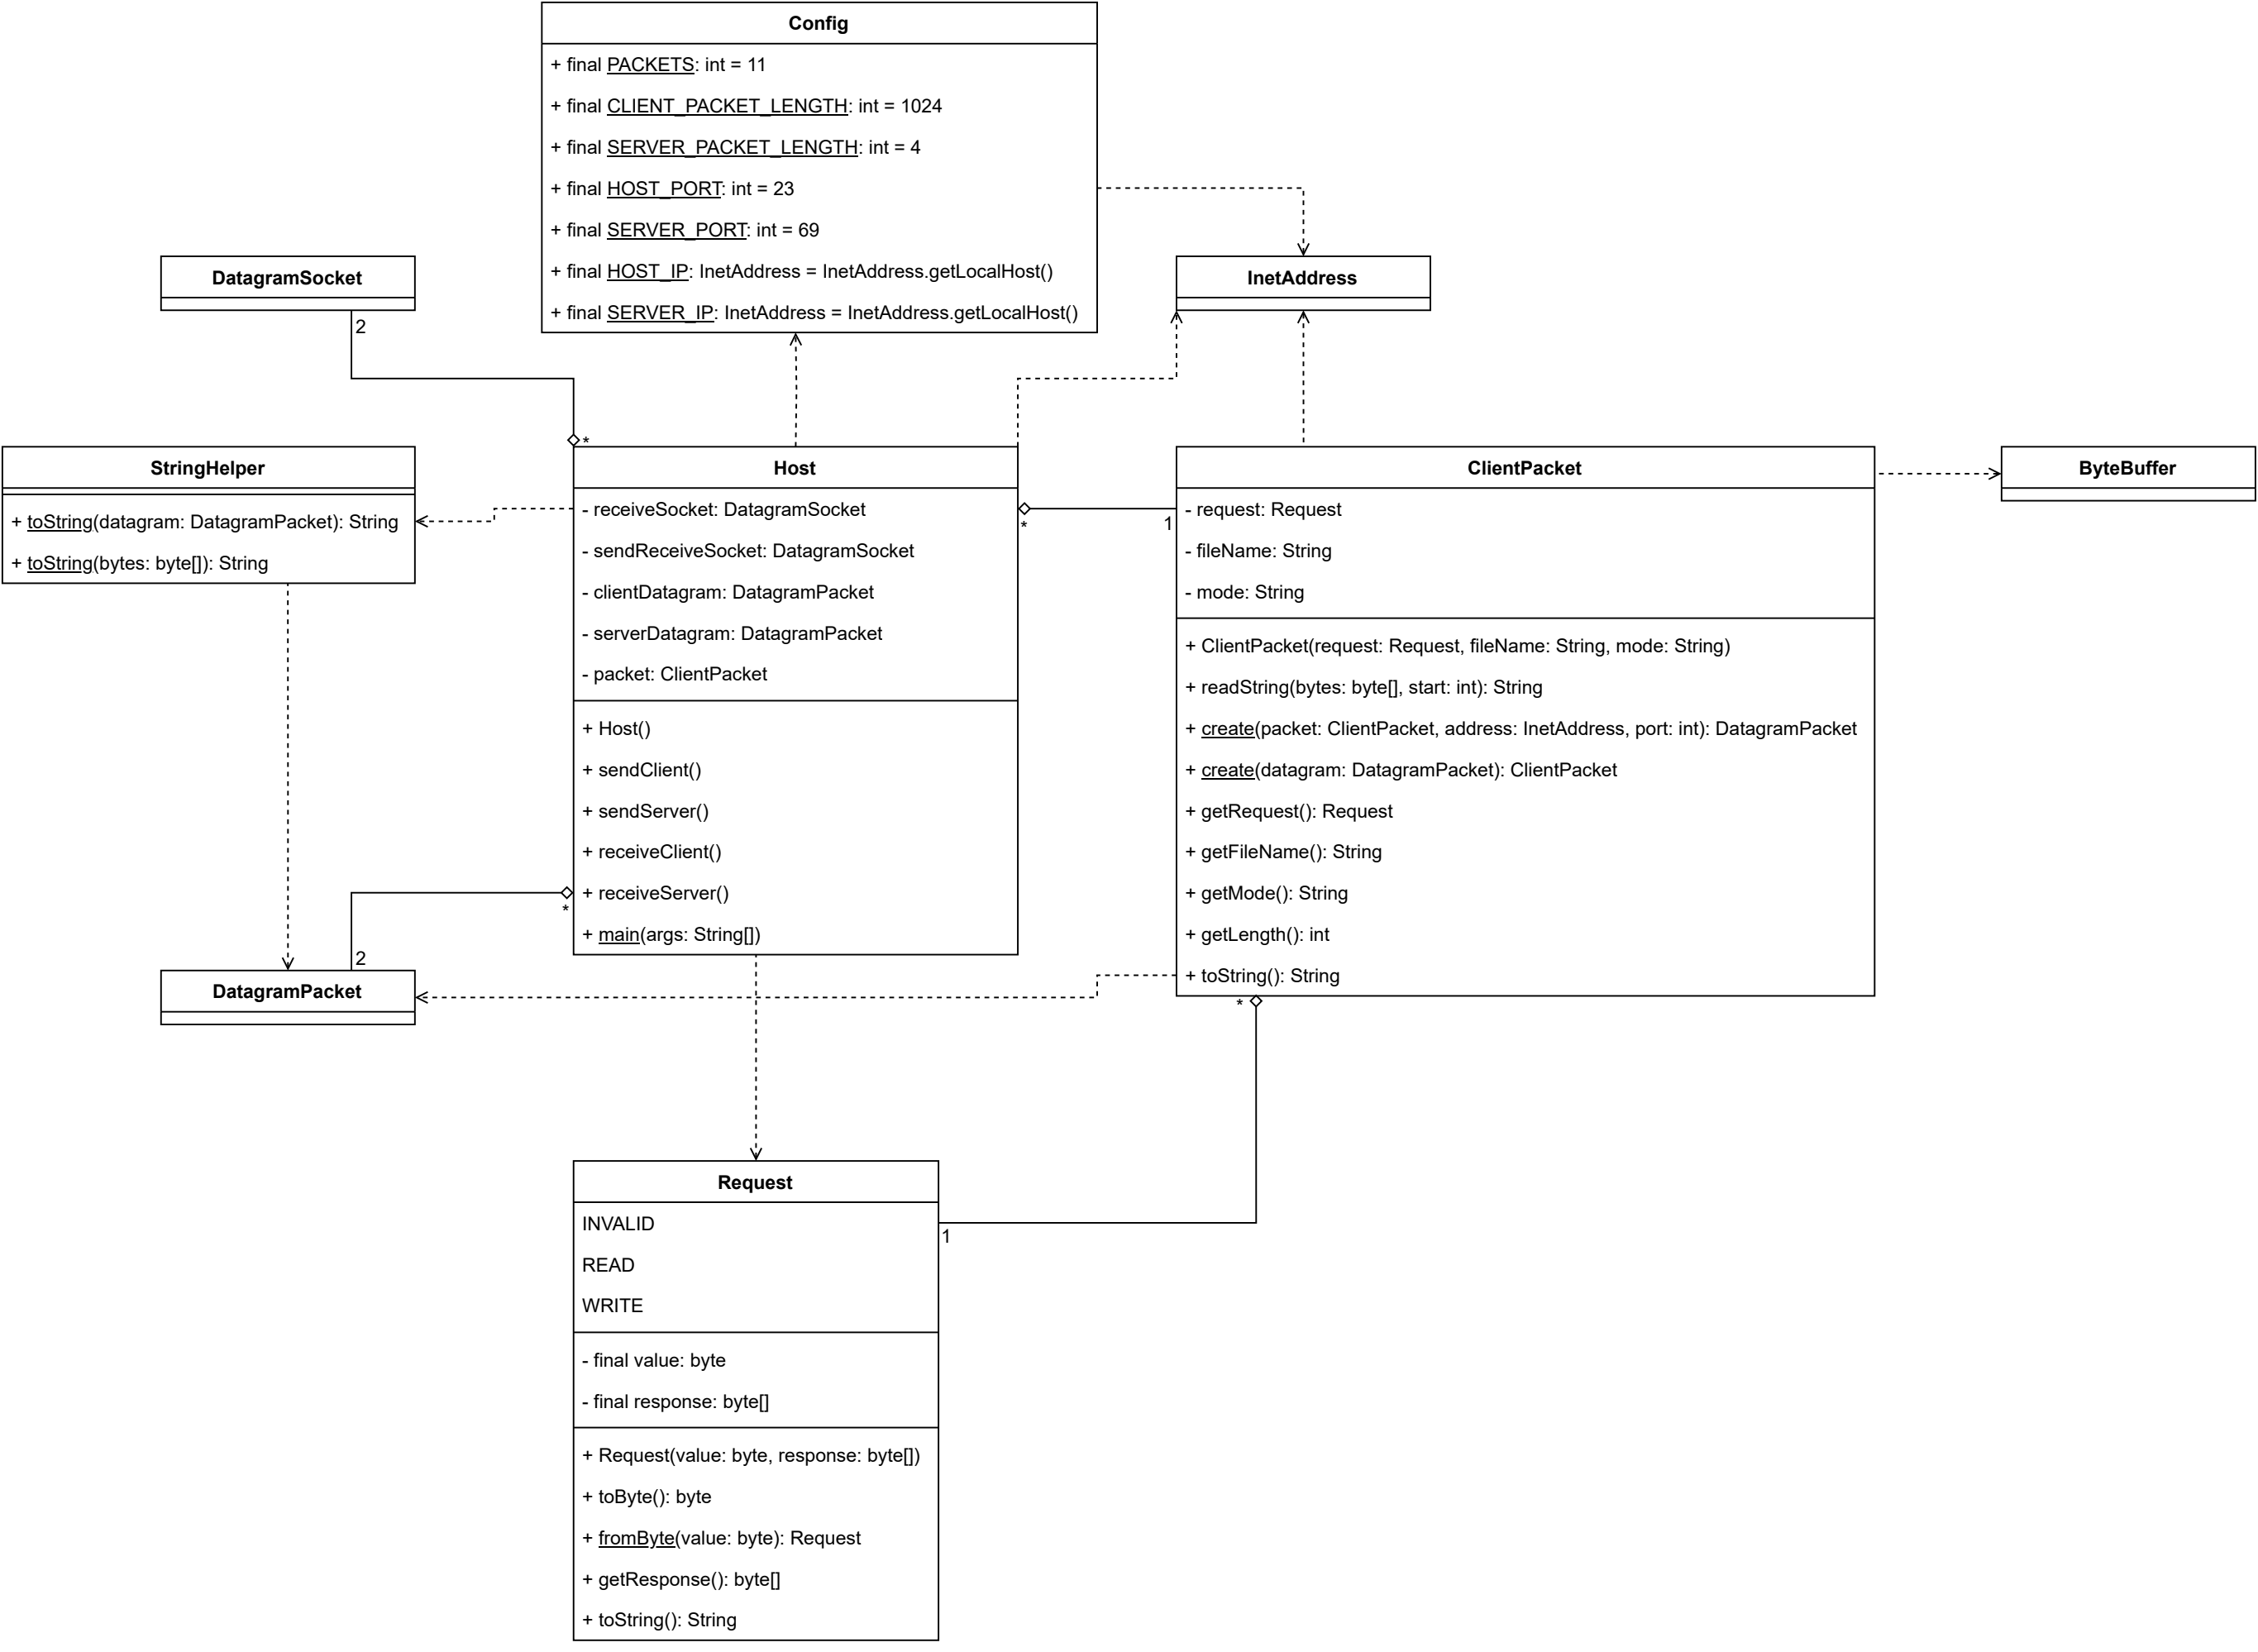 Config
+ final PACKETS: int = 11
+ final CLIENT_PACKET_LENGTH: int = 1024
+ final SERVER_PACKET_LENGTH: int = 4
+ final HOST_PORT: int = 23
+ final SERVER_PORT: int = 69
+ final HOST_IP: InetAddress = InetAddress.getLocalHost()
+ final SERVER_IP: InetAddress = InetAddress.getLocalHost()
DatagramSocket
2
InetAddress
StringHelper
+ toString(datagram: DatagramPacket): String
+ toString(bytes: byte[]): String
*
Host
- receiveSocket: DatagramSocket
- sendReceiveSocket: DatagramSocket
- clientDatagram: DatagramPacket
- serverDatagram: DatagramPacket
- packet: ClientPacket
+ Host()
+ sendClient()
+ sendServer()
+ receiveClient()
+ receiveServer()
+ main(args: String[])
*
1
ClientPacket
- request: Request
- fileName: String
- mode: String
+ ClientPacket(request: Request, fileName: String, mode: String)
+ readString(bytes: byte[], start: int): String
+ create(packet: ClientPacket, address: InetAddress, port: int): DatagramPacket
+ create(datagram: DatagramPacket): ClientPacket
+ getRequest(): Request
+ getFileName(): String
+ getMode(): String
+ getLength(): int
+ toString(): String
ByteBuffer
*
2
DatagramPacket
*
Request
INVALID
READ
WRITE
- final value: byte
- final response: byte[]
+ Request(value: byte, response: byte[])
+ toByte(): byte
+ fromByte(value: byte): Request
+ getResponse(): byte[]
+ toString(): String
1